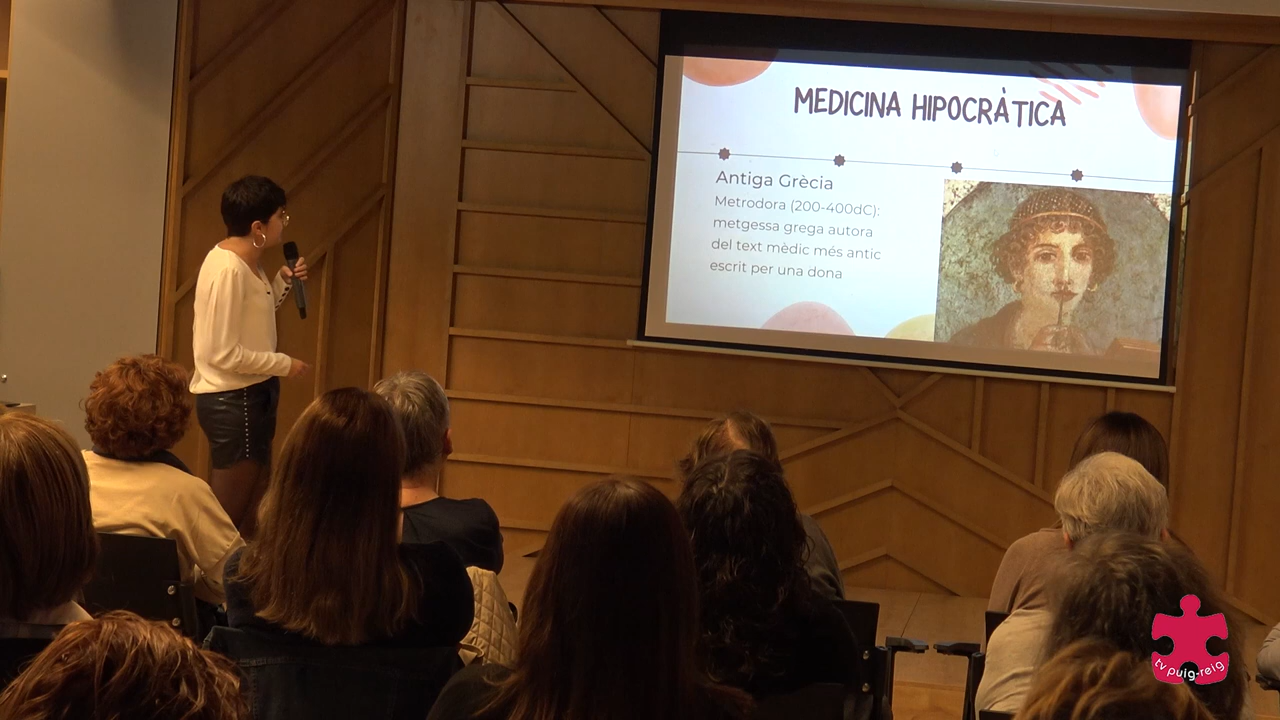 MEDICINA HIPOCRÀTICA
Antiga Grècia
Metrodora (200-400dC):
metgessa grega autora
del text mèdic més antic
escrit per una dona
tv puig-reig